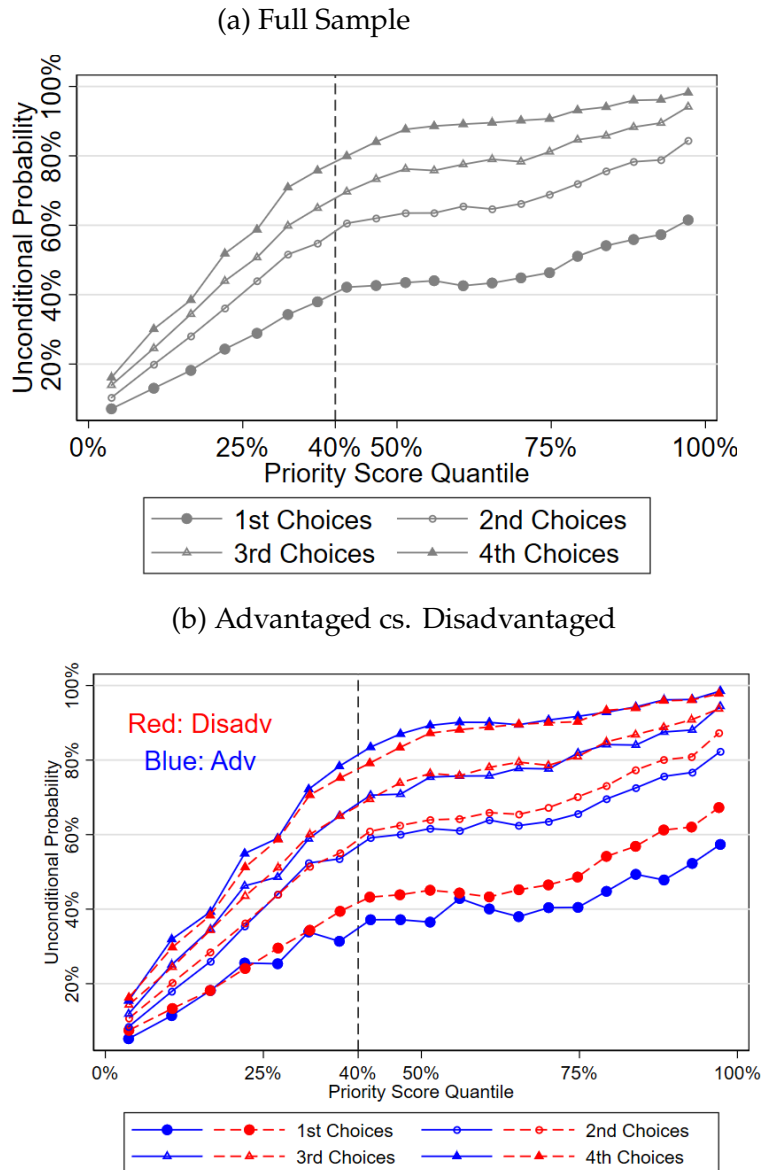 (a) Full Sample
Unconditional Probability
100%
80%
60%
40%
20%
0% 25% 40% 50% 75% 100%
Priority Score Quantile
1st Choices 2nd Choices
3rd Choices 4th Choices
(b) Advantaged cs. Disadvantaged
Unconditional Probability
100%
80%
60%
40%
20%
Red: Disadv
Blue: Adv
0% 25% 40% 50% 75% 100%
Priority Score Quantile
1st Choices 2nd Choices
3rd Choices 4th Choices